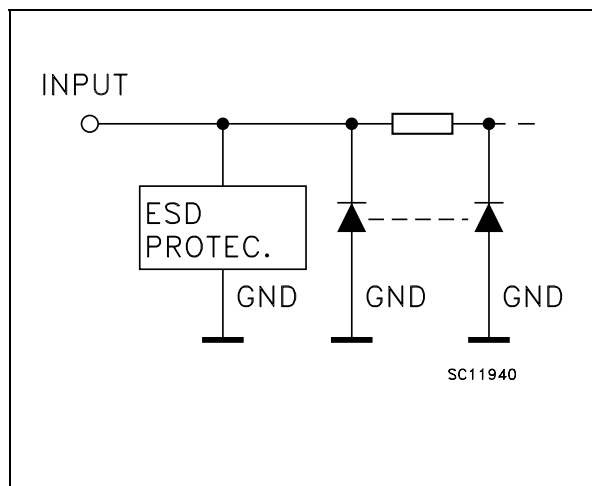 INPUT
ESD
PROTEC.
GND
GND
GND
SC11940